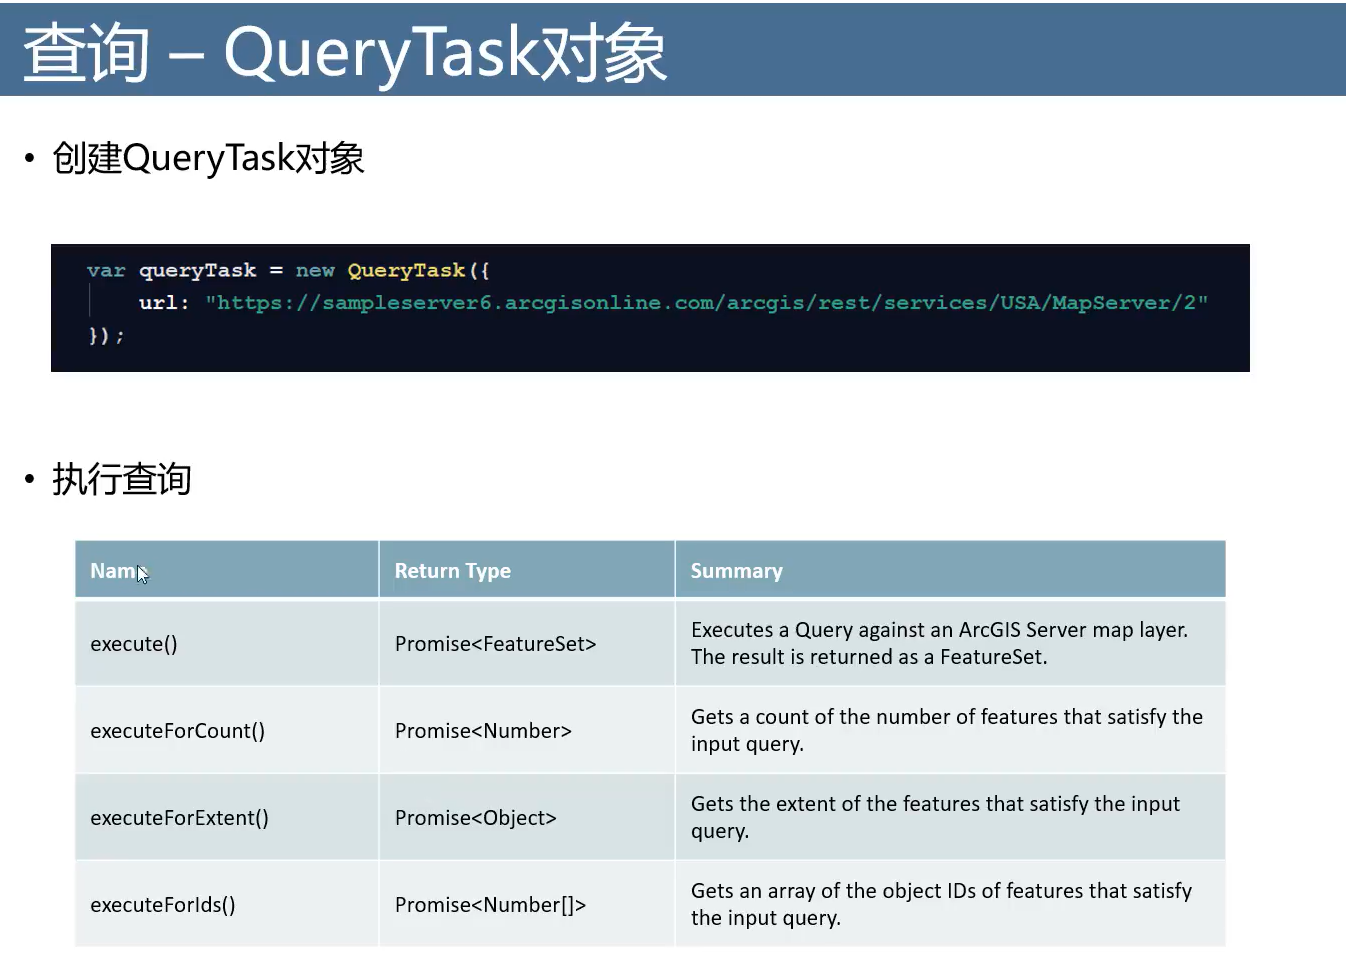 查询 – QueryTask对象
• 创建QueryTask对象
var queryTask = new QueryTask({
url: "https://sampleserver6.arcgisonline.com/arcgis/rest/services/USA/MapServer/2"
});
• 执行查询
Name Return Type Summary
execute() Promise<FeatureSet> Executes a Query against an ArcGIS Server map layer.
The result is returned as a FeatureSet.
executeForCount() Promise<Number> Gets a count of the number of features that satisfy the
input query.
executeForExtent() Promise<Object> Gets the extent of the features that satisfy the input
query.
executeForIds() Promise<Number[]> Gets an array of the object IDs of features that satisfy
the input query.